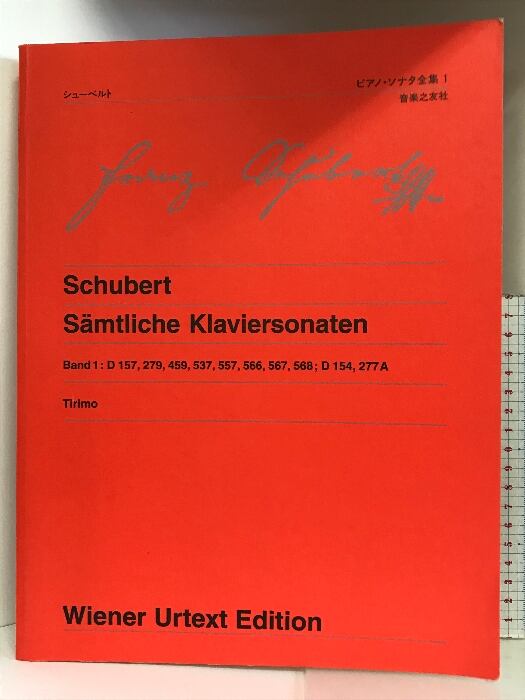 シューベルト
ピアノ・ソナタ全集 1
音楽之友社
Franz Schubert
Schubert
Sämtliche Klaviersonaten
Band 1: D 157, 279, 459, 537, 557, 566, 567, 568; D 154, 277 A
Tirimo
Wiener Urtext Edition